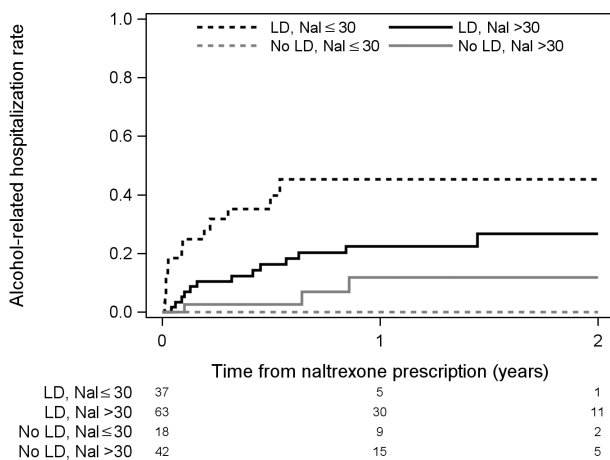 Alcohol-related hospitalization rate
LD, Nal ≤ 30 LD, Nal >30
No LD, Nal ≤ 30 No LD, Nal >30
1.0
0.8
0.6
0.4
0.2
0.0
0 1 2
Time from naltrexone prescription (years)
LD, Nal ≤ 30 37 5 1
LD, Nal >30 63 30 11
No LD, Nal ≤ 30 18 9 2
No LD, Nal >30 42 15 5